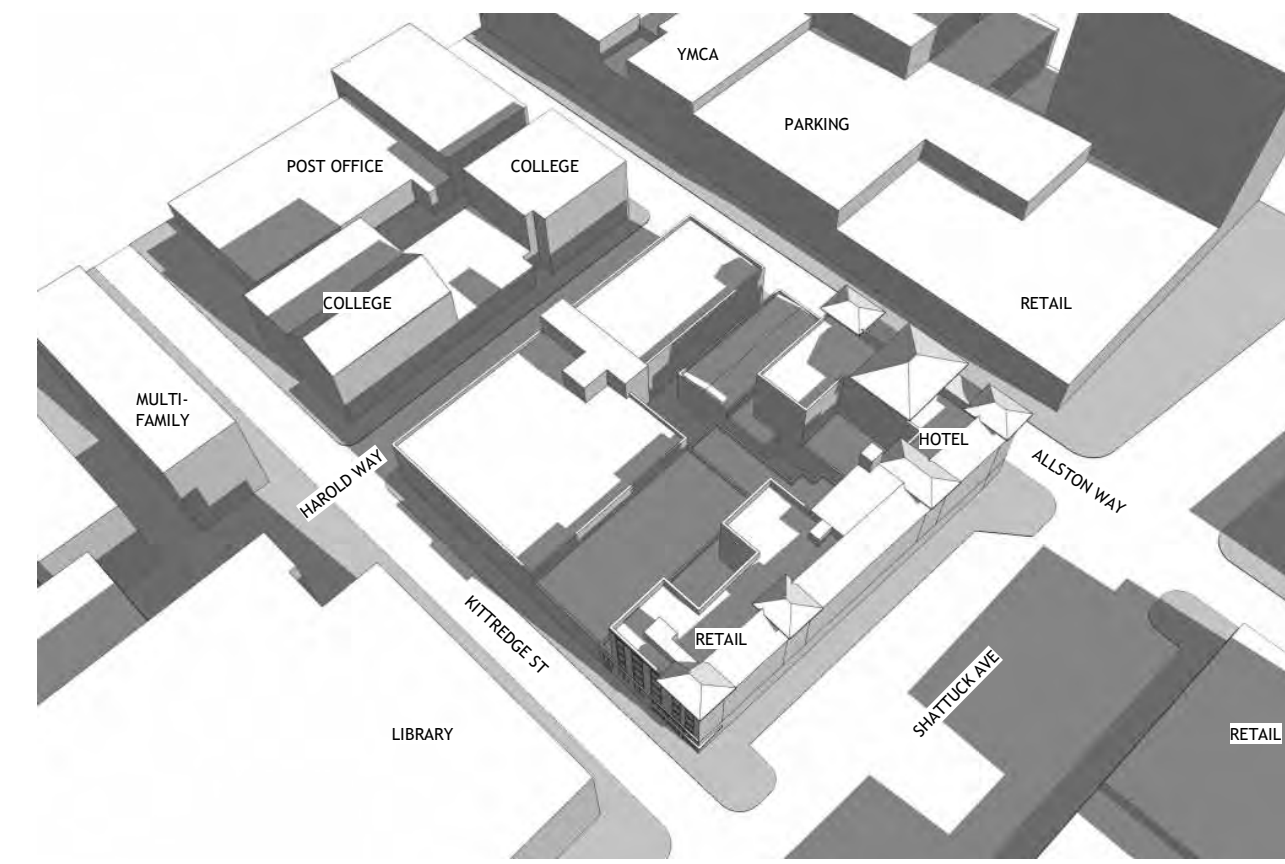 YMCA
PARKING
POST OFFICE
COLLEGE
COLLEGE
RETAIL
MULTI-
FAMILY
HOTEL
HAROLD WAY
ALLSTON WAY
KITTREDGE ST
RETAIL
SHATTUCK AVE
LIBRARY
RETAIL